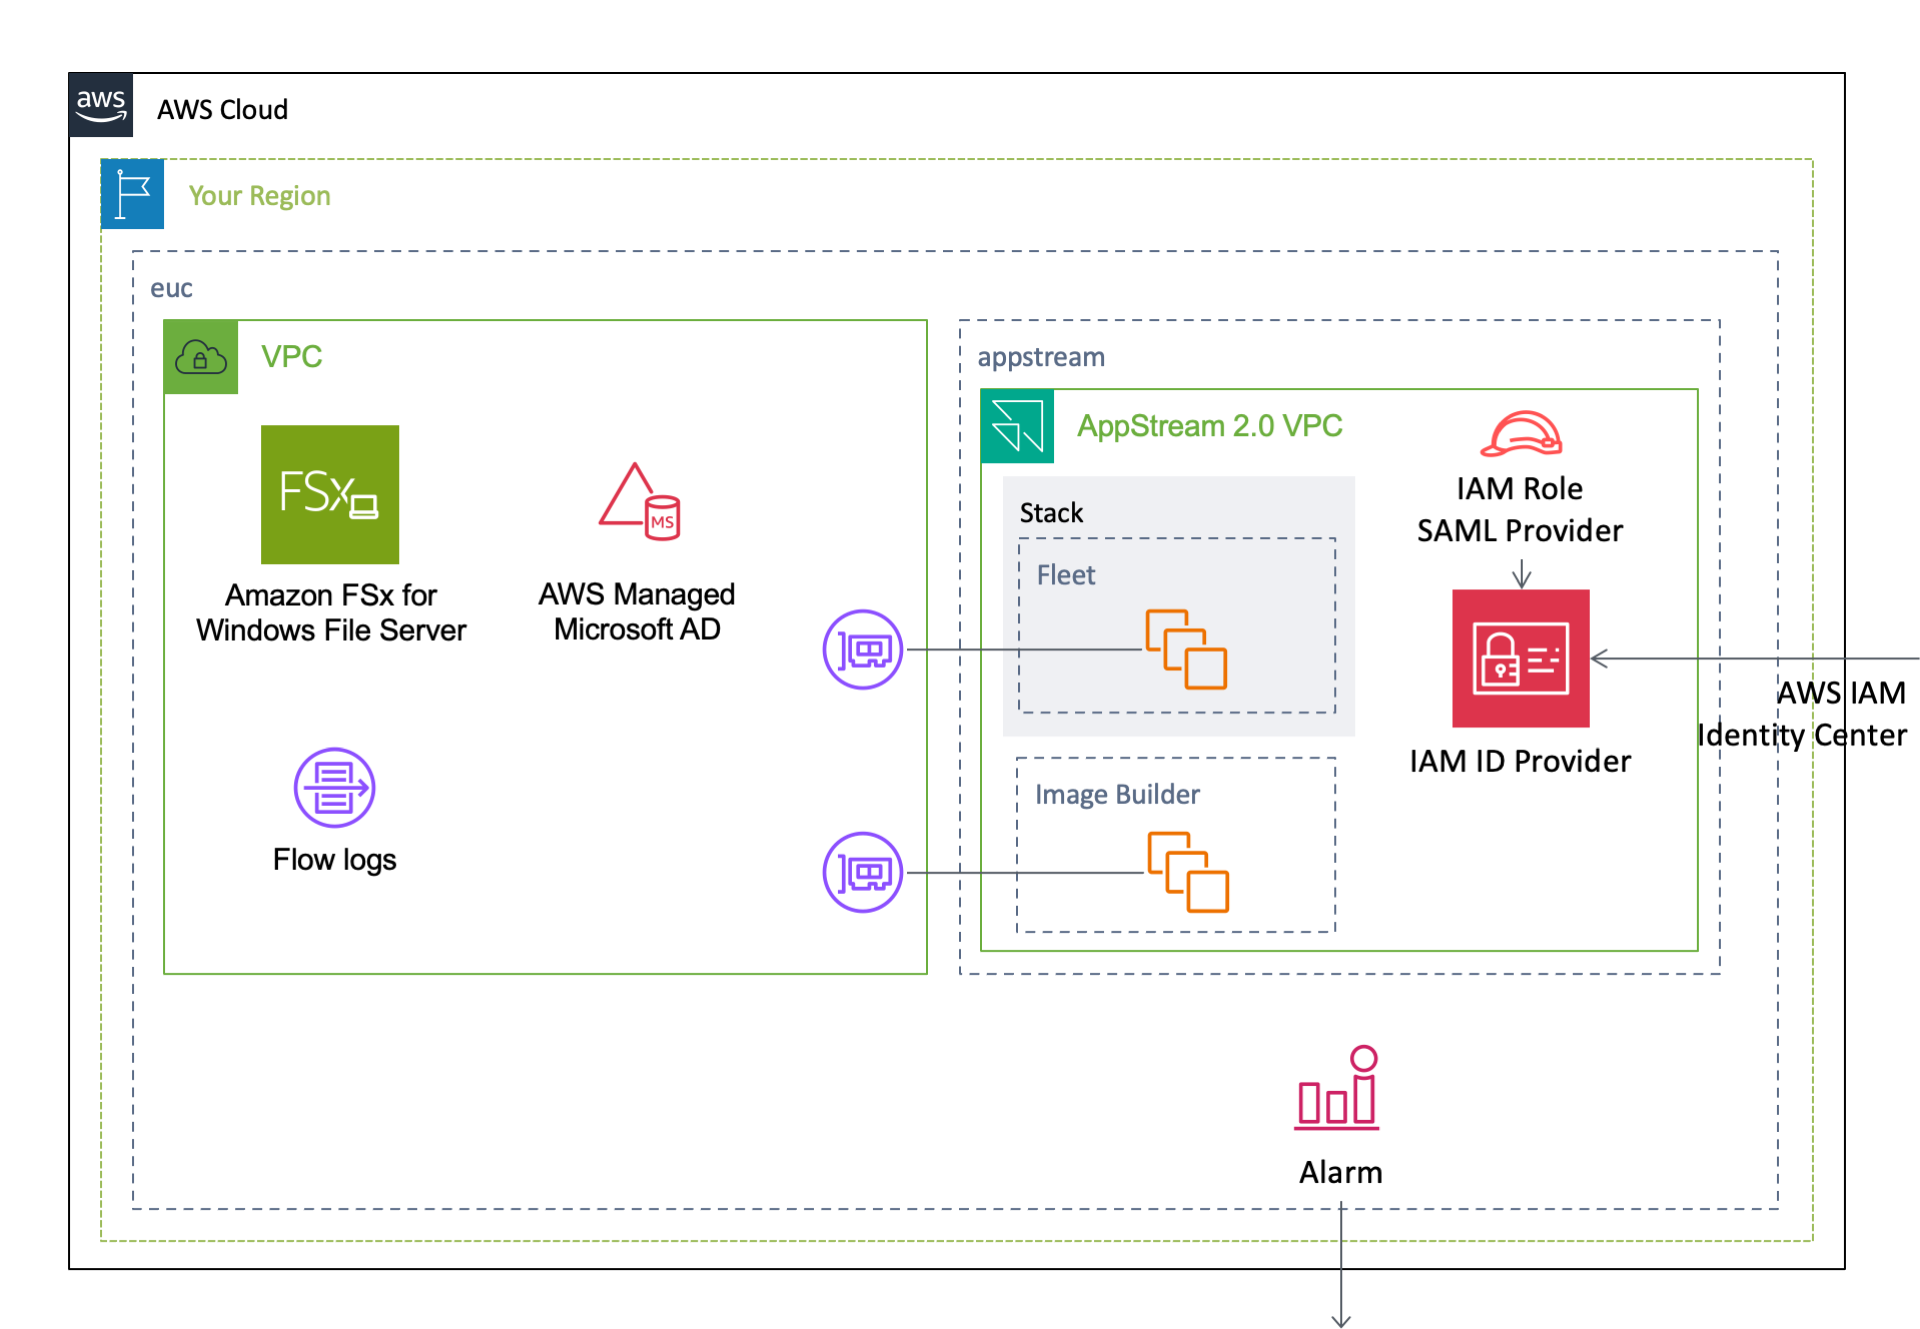 aws
AWS Cloud
Your Region
euc
VPC
FSx
Amazon FSx for
Windows File Server
MS
AWS Managed
Microsoft AD
Flow logs
appstream
AppStream 2.0 VPC
Stack
Fleet
Image Builder
IAM Role
SAML Provider
IAM ID Provider
AWS IAM
Identity Center
Alarm